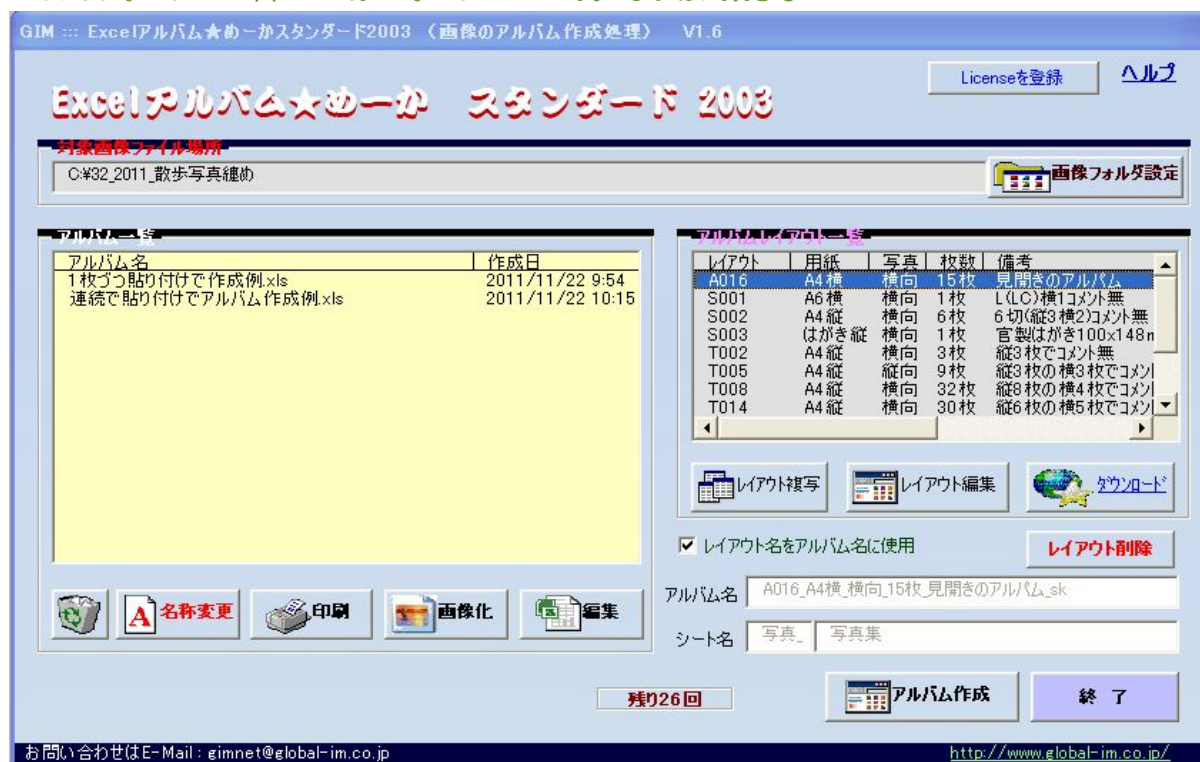 GIM ::: Excelアルバム★めーかスタンダード2003 （画像のアルバム作成処理） V1.6
Licenseを登録 ヘルプ
Excelアルバム★めーか スタンダード 2003
対象画像ファイル場所
C:¥32_2011_散歩写真纏め 画像フォルダ設定
アルバム一覧
アルバム名 作成日
1枚づつ貼り付けで作成例.xls 2011/11/22 9:54
連続で貼り付けでアルバム作成例.xls 2011/11/22 10:15
名称変更 印刷 画像化 編集
アルバムレイアウト一覧
レイアウト 用紙 写真 枚数 備考
A016 A4横 横向 15枚 見開きのアルバム
S001 A6横 横向 1枚 L(LC)横1コメント無
S002 A4縦 横向 6枚 6切(縦3横2)コメント無
S003 はがき縦 横向 1枚 官製はがき100x148m
T002 A4縦 横向 3枚 縦3枚でコメント無
T005 A4縦 縦向 9枚 縦3枚の横3枚でコメン
T008 A4縦 横向 32枚 縦8枚の横4枚でコメン
T014 A4縦 横向 30枚 縦6枚の横5枚でコメン
レイアウト複写 レイアウト編集 ダウンロード
レイアウト名をアルバム名に使用 レイアウト削除
アルバム名 A016_A4横_横向_15枚_見開きのアルバム_sk
シート名 写真_ 写真集
残り26回 アルバム作成 終 了
お問い合わせはE-Mail : gimnet@global-im.co.jp http://www.global-im.co.jp/